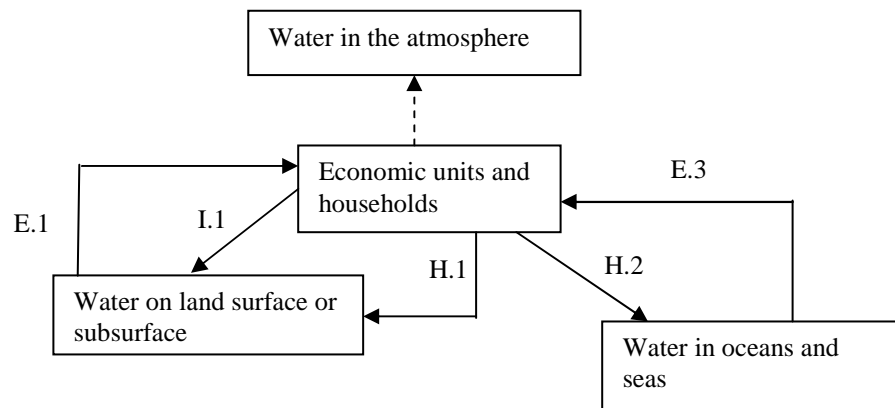 Water in the atmosphere
Economic units and
households
E.3
E.1
I.1
H.1
H.2
Water on land surface or
subsurface
Water in oceans and
seas